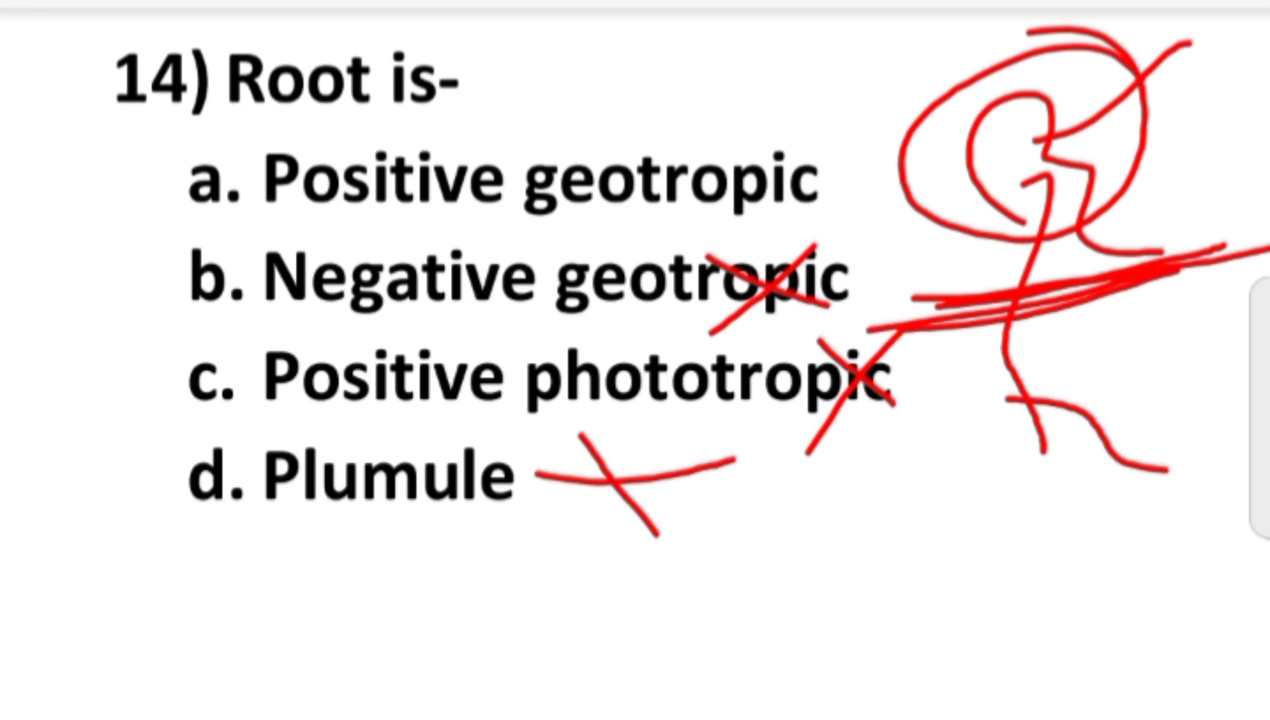 14) Root is-
a. Positive geotropic
b. Negative geotropic
c. Positive phototropic
d. Plumule